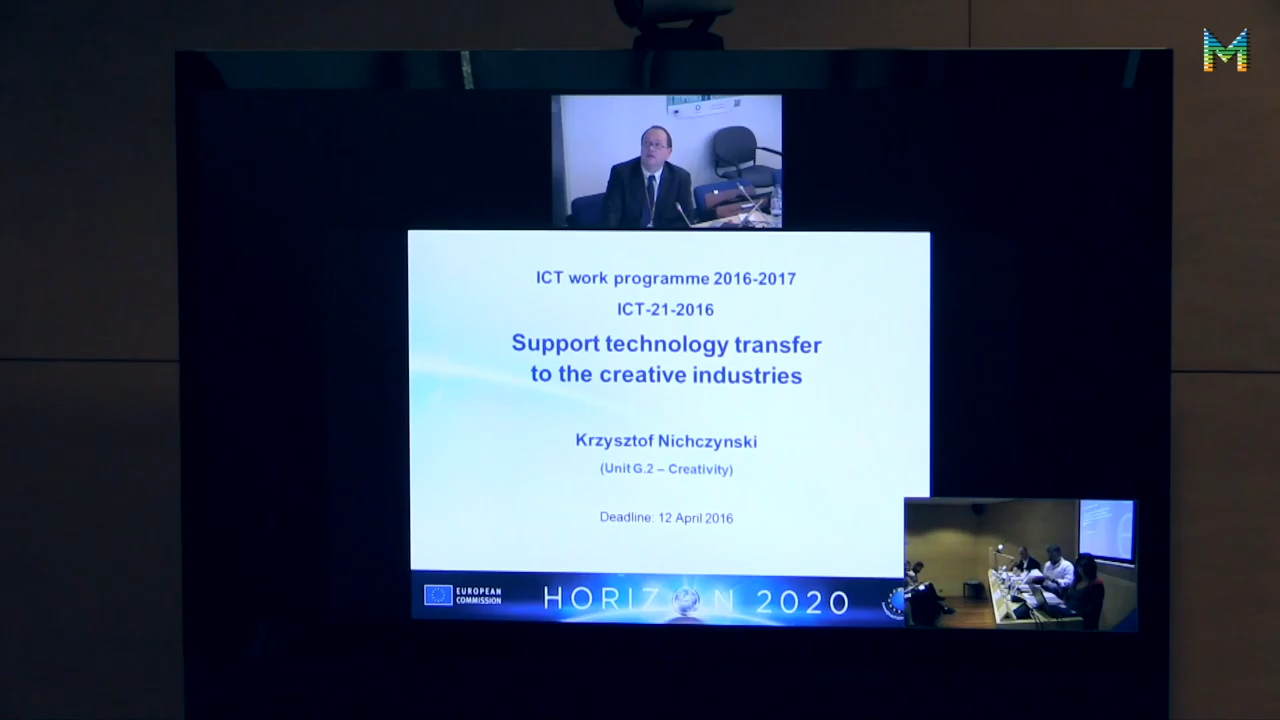 M
ICT work programme 2016-2017
ICT-21-2016
Support technology transfer
to the creative industries
Krzysztof Nichczynski
(Unit G.2 – Creativity)
Deadline: 12 April 2016
EUROPEAN
COMMISSION
HORIZON 2020